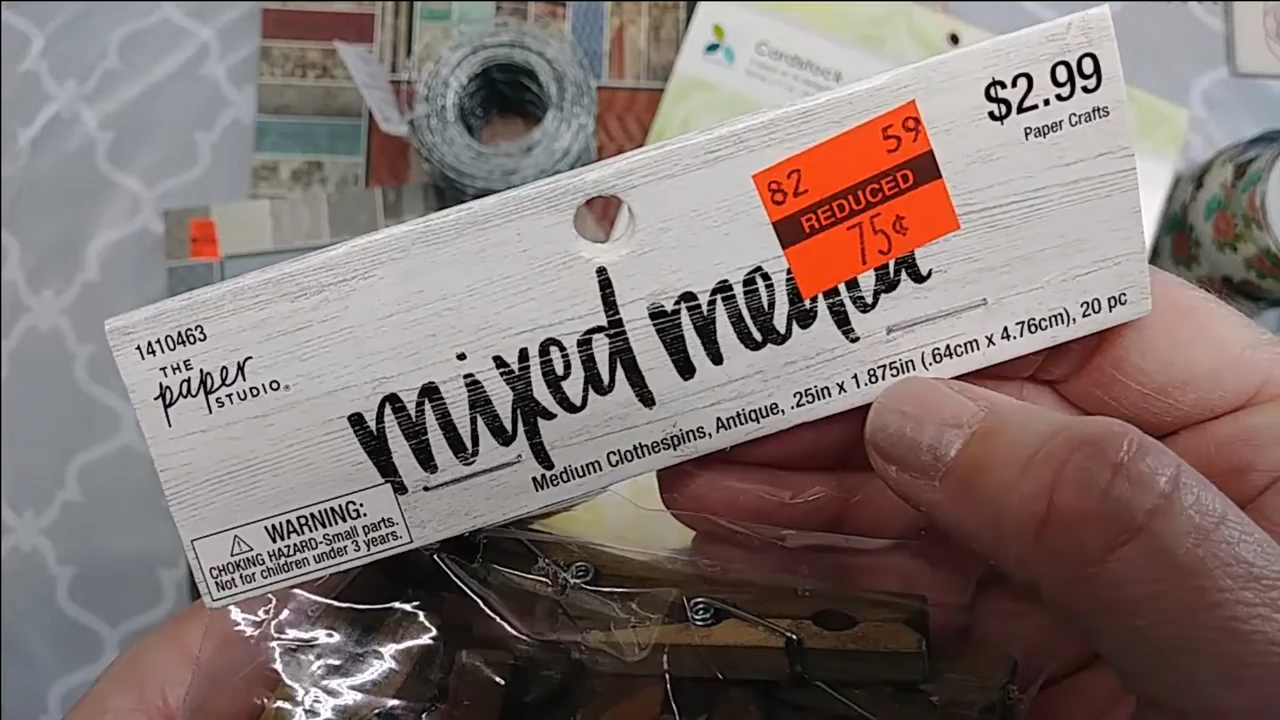 Cardstock
$2.99
Paper Crafts
82 59
REDUCED
75¢
1410463
THE
paper
STUDIO®
mixed media
Medium Clothespins, Antique, .25in x 1.875in (.64cm x 4.76cm), 20 pc
⚠ WARNING:
CHOKING HAZARD-Small parts.
Not for children under 3 years.